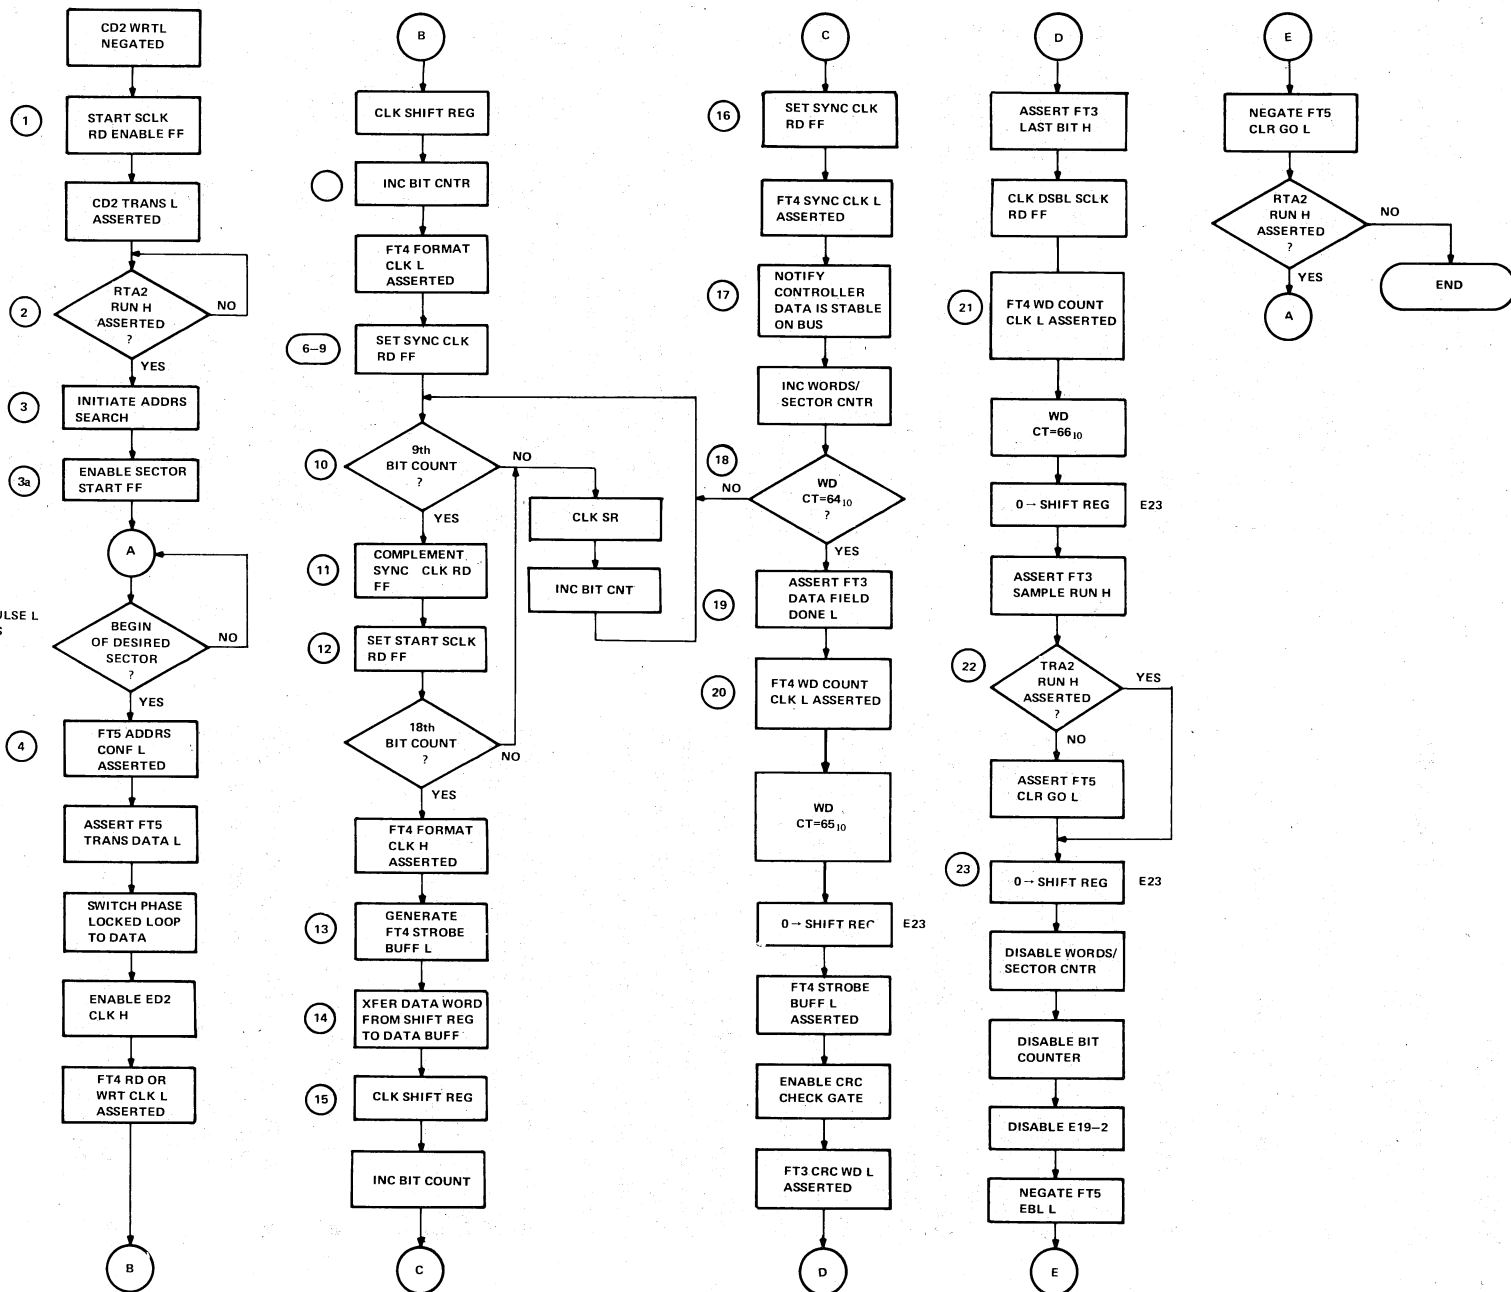 CD2 WRTL
NEGATED
1
START SCLK
RD ENABLE FF
CD2 TRANS L
ASSERTED
2
RTA2
RUN H
ASSERTED
?
NO
YES
3
INITIATE ADDRS
SEARCH
3a
ENABLE SECTOR
START FF
A
ULSE L
S
BEGIN
OF DESIRED
SECTOR
?
NO
YES
4
FT5 ADDRS
CONF L
ASSERTED
ASSERT FT5
TRANS DATA L
SWITCH PHASE
LOCKED LOOP
TO DATA
ENABLE ED2
CLK H
FT4 RD OR
WRT CLK L
ASSERTED
B
B
CLK SHIFT REG
INC BIT CNTR
FT4 FORMAT
CLK L
ASSERTED
6–9
SET SYNC CLK
RD FF
10
9th
BIT COUNT
?
NO
YES
CLK SR
INC BIT CNT
11
COMPLEMENT
SYNC CLK RD
FF
12
SET START SCLK
RD FF
18th
BIT COUNT
?
NO
YES
FT4 FORMAT
CLK H
ASSERTED
13
GENERATE
FT4 STROBE
BUFF L
14
XFER DATA WORD
FROM SHIFT REG
TO DATA BUFF
15
CLK SHIFT REG
INC BIT COUNT
C
C
16
SET SYNC CLK
RD FF
FT4 SYNC CLK L
ASSERTED
17
NOTIFY
CONTROLLER
DATA IS STABLE
ON BUS
INC WORDS/
SECTOR CNTR
18
WD
CT=64₁₀
?
NO
YES
19
ASSERT FT3
DATA FIELD
DONE L
20
FT4 WD COUNT
CLK L ASSERTED
WD
CT=65₁₀
0→SHIFT REG E23
FT4 STROBE
BUFF L
ASSERTED
ENABLE CRC
CHECK GATE
FT3 CRC WD L
ASSERTED
D
D
ASSERT FT3
LAST BIT H
CLK DSBL SCLK
RD FF
21
FT4 WD COUNT
CLK L ASSERTED
WD
CT=66₁₀
0→SHIFT REG E23
ASSERT FT3
SAMPLE RUN H
22
TRA2
RUN H
ASSERTED
?
YES
NO
ASSERT FT5
CLR GO L
23
0→SHIFT REG E23
DISABLE WORDS/
SECTOR CNTR
DISABLE BIT
COUNTER
DISABLE E19–2
NEGATE FT5
EBL L
E
E
NEGATE FT5
CLR GO L
RTA2
RUN H
ASSERTED
?
NO
YES
END
A